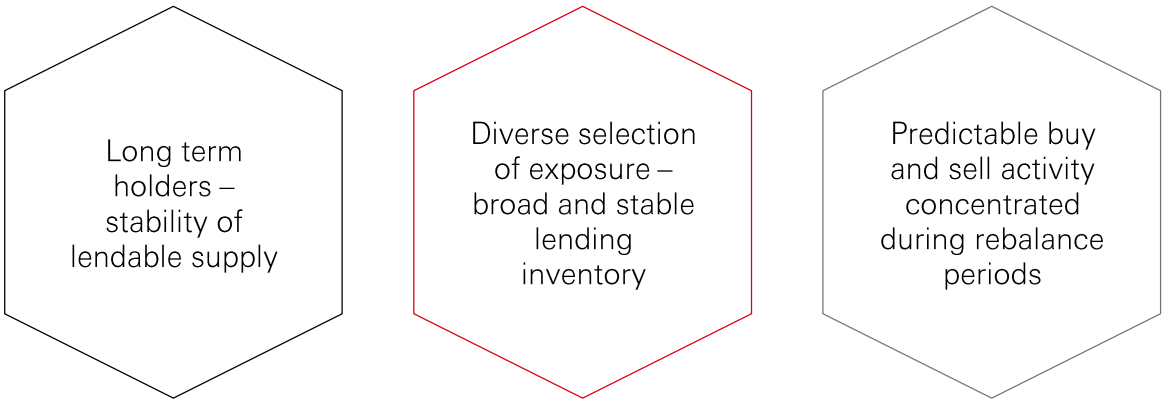 Long term
holders –
stability of
lendable supply
Diverse selection
of exposure –
broad and stable
lending
inventory
Predictable buy
and sell activity
concentrated
during rebalance
periods